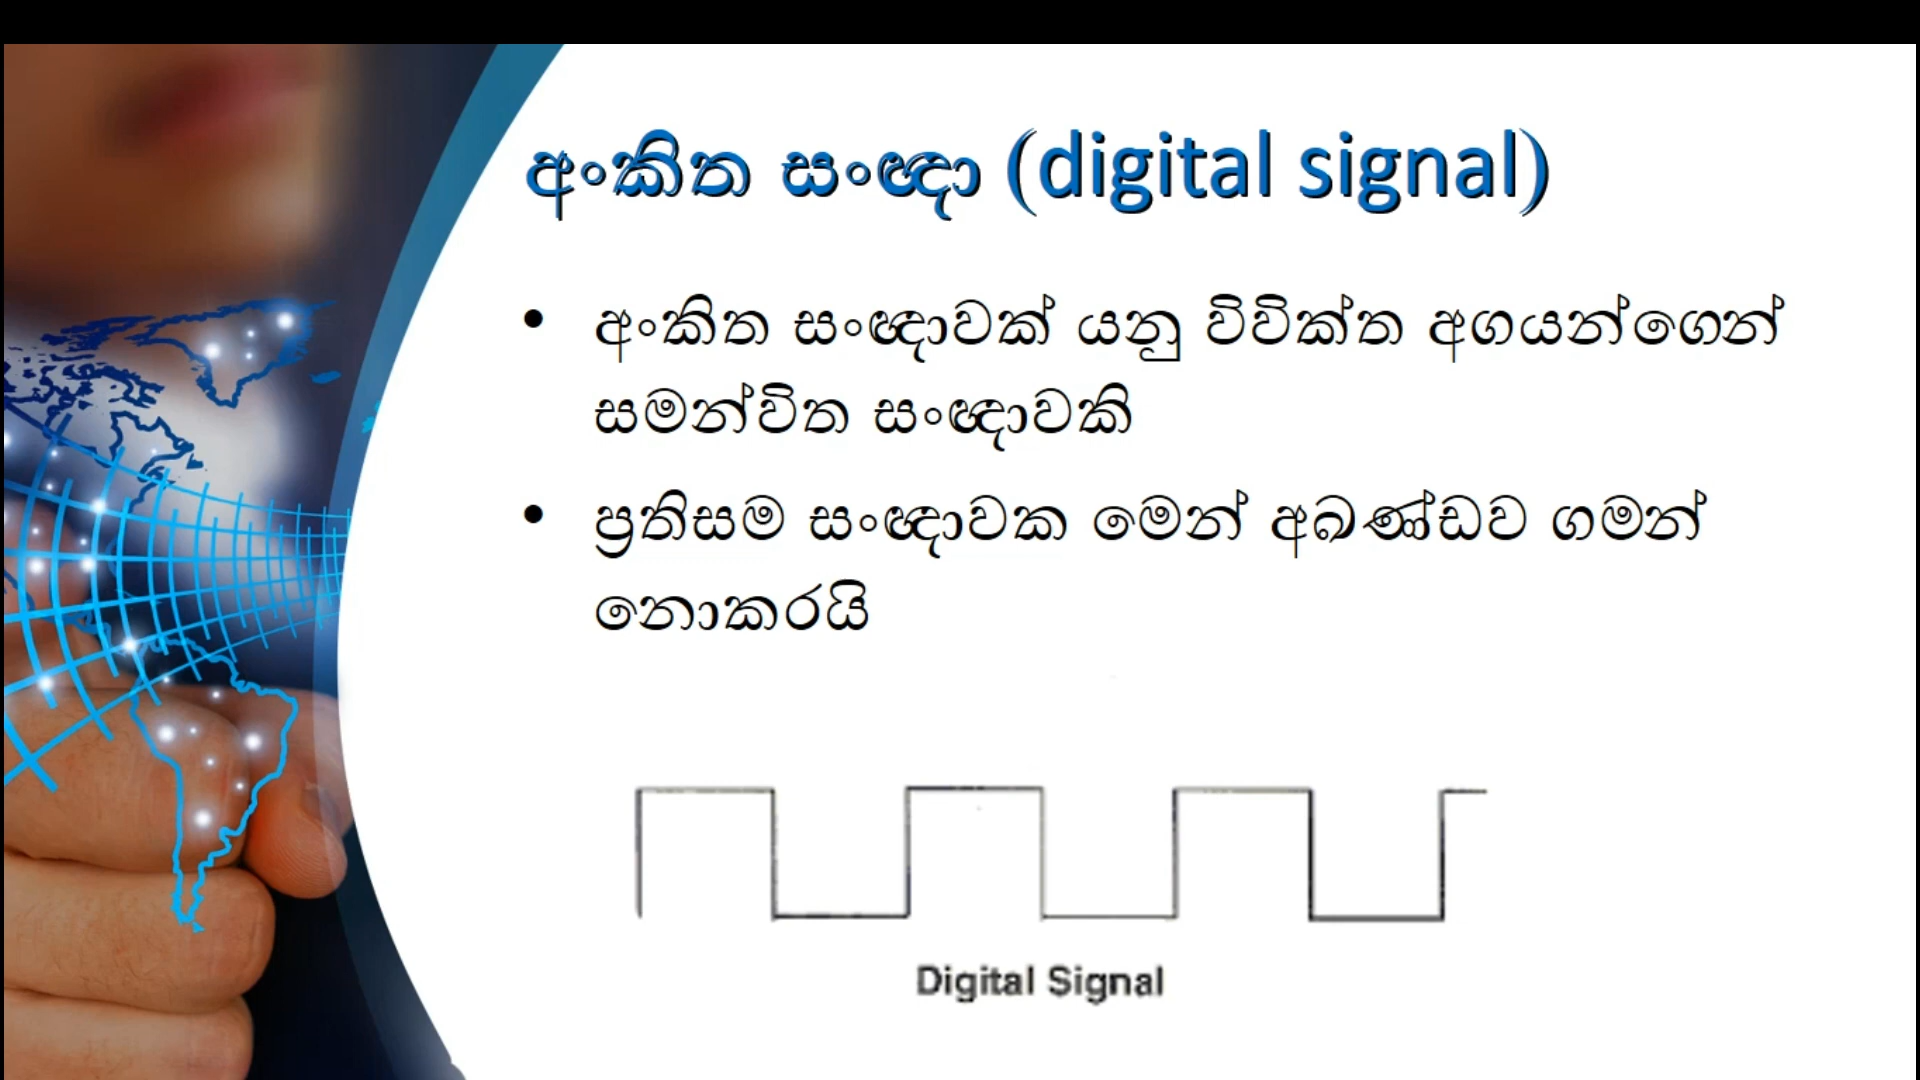 අංකිත සංඥා (digital signal)
• අංකිත සංඥාවක් යනු විවික්ත අගයන්ගෙන්
සමන්විත සංඥාවකි
• ප්‍රතිසම සංඥාවක මෙන් අඛණ්ඩව ගමන්
නොකරයි
Digital Signal